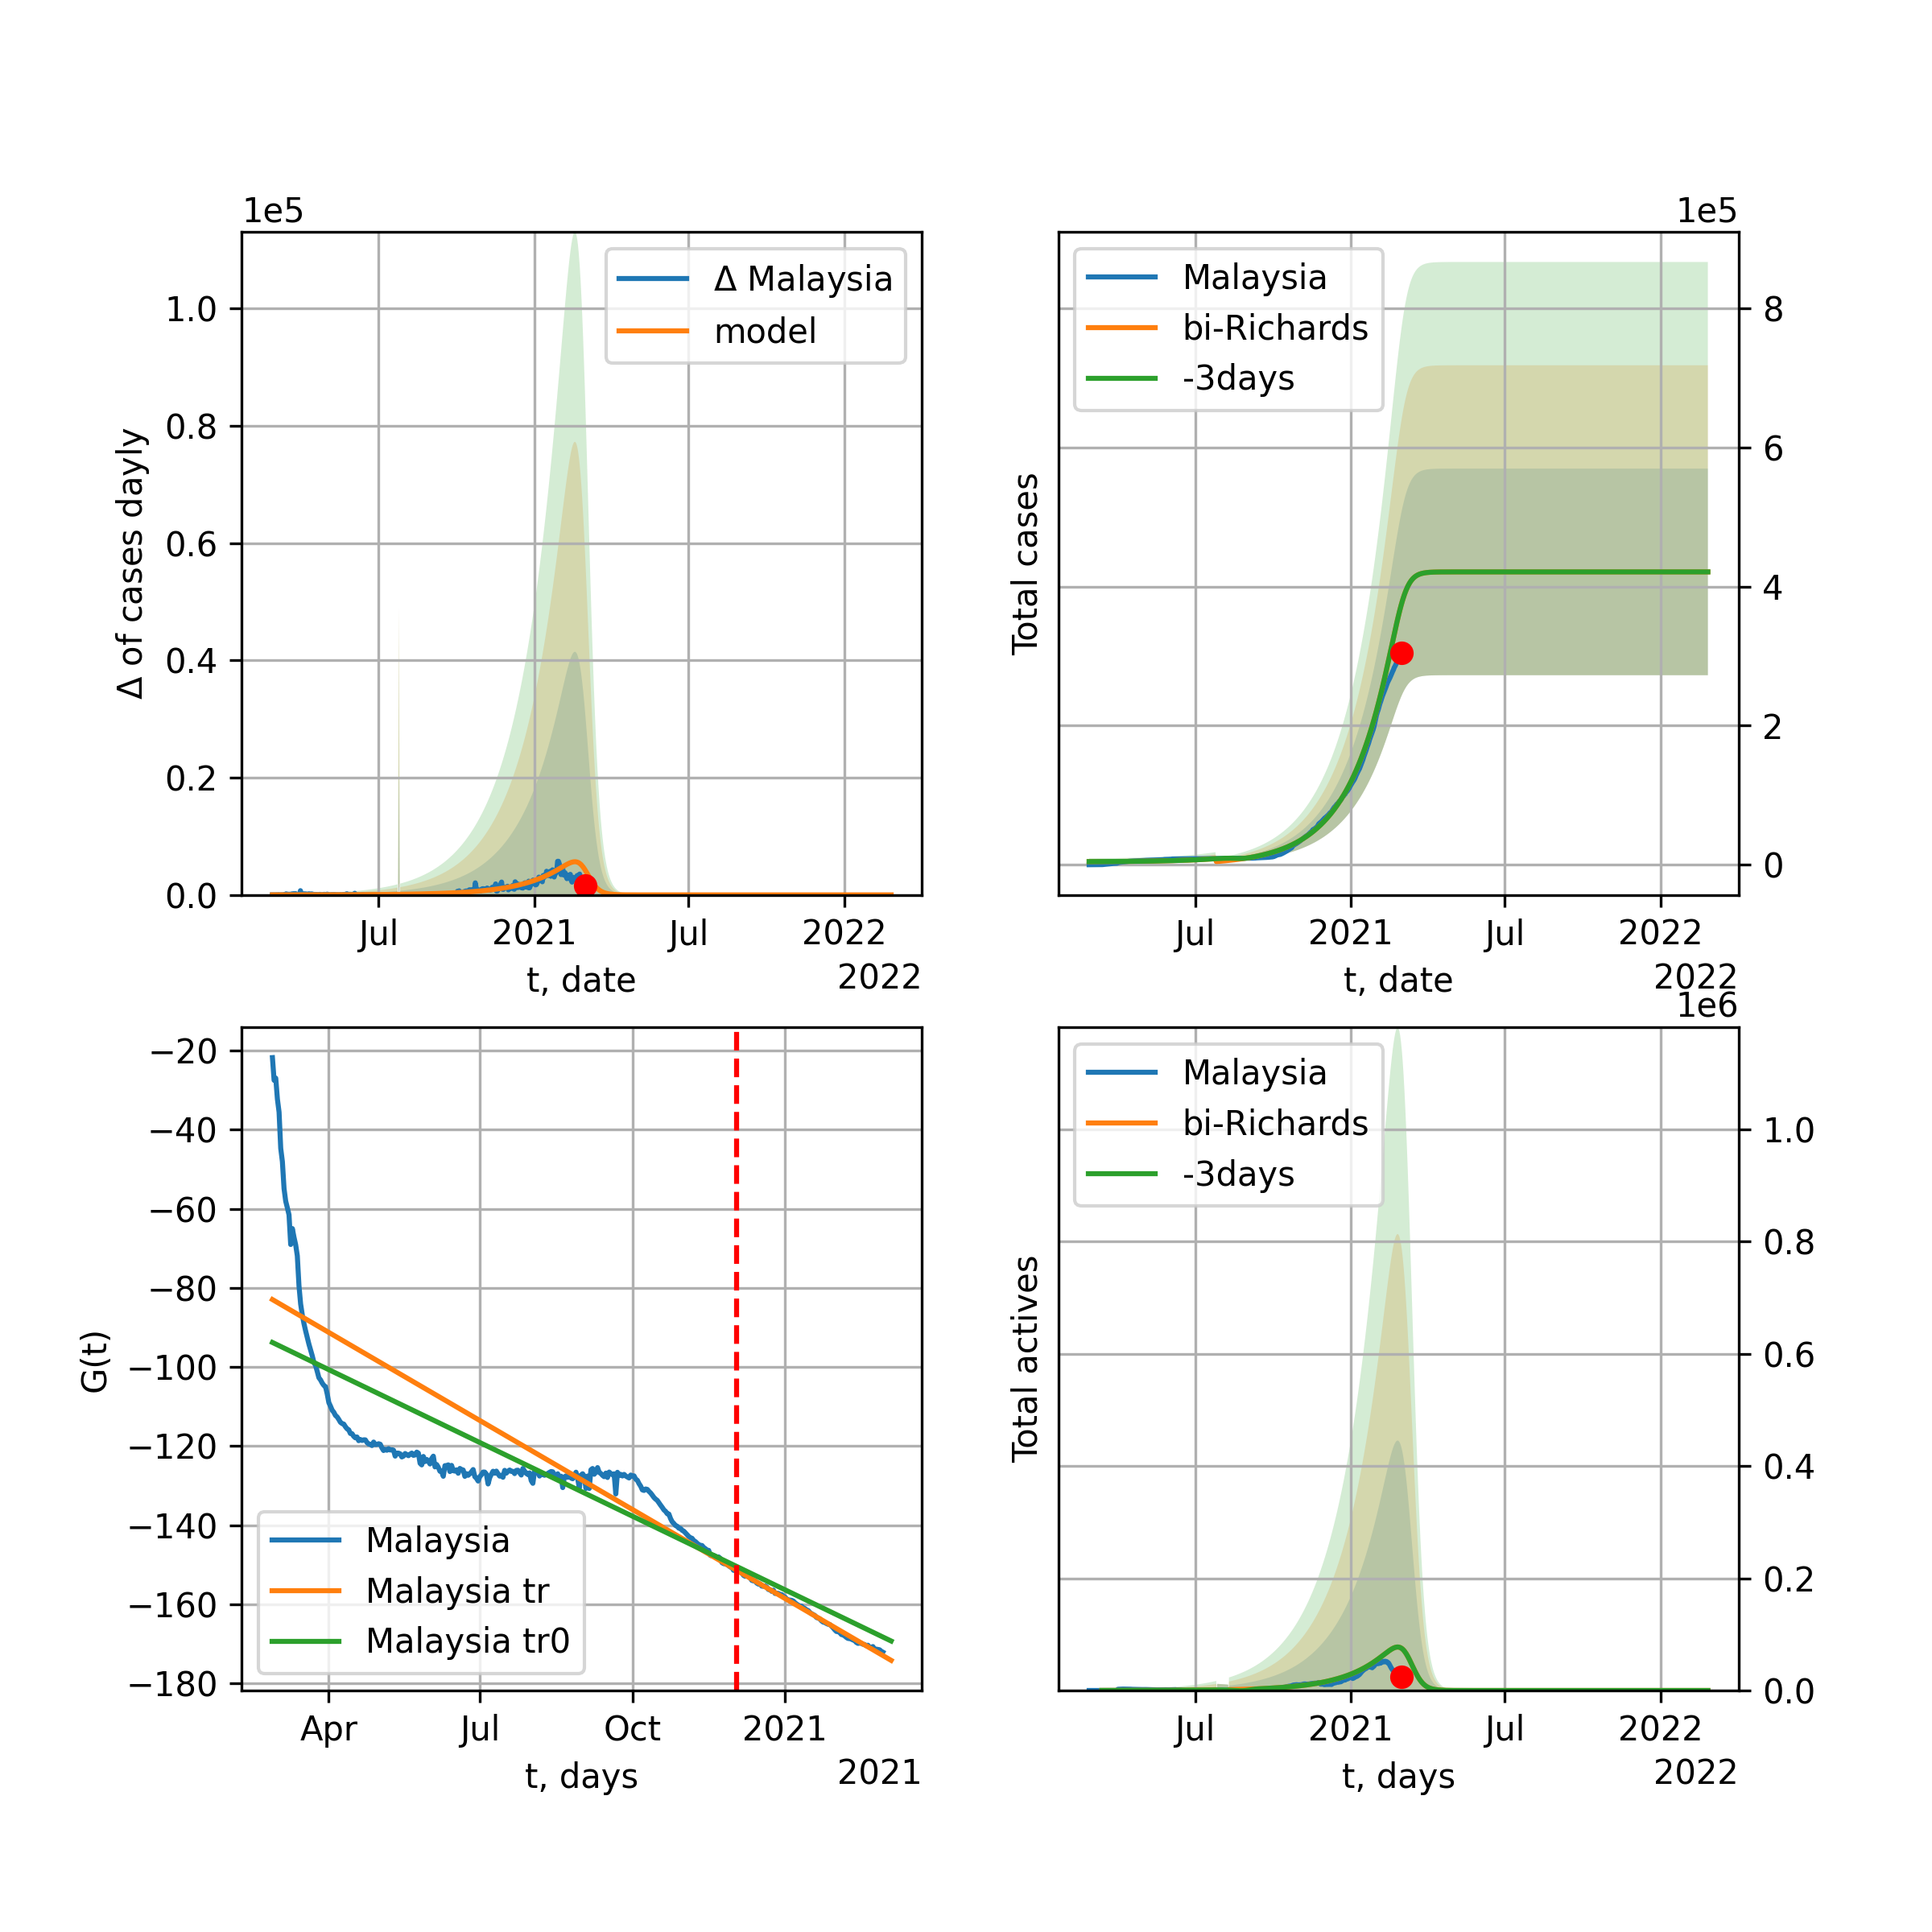 1e5
Δ of cases dayly
1.0
0.8
0.6
0.4
0.2
0.0
Δ Malaysia
model
Jul
2021
Jul
2022
t, date
2022
1e5
Total cases
Malaysia
bi-Richards
-3days
8
6
4
2
0
Jul
2021
Jul
2022
t, date
2022
G(t)
−20
−40
−60
−80
−100
−120
−140
−160
−180
Malaysia
Malaysia tr
Malaysia tr0
Apr
Jul
Oct
2021
t, days
2021
1e6
Total actives
Malaysia
bi-Richards
-3days
1.0
0.8
0.6
0.4
0.2
0.0
Jul
2021
Jul
2022
t, days
2022